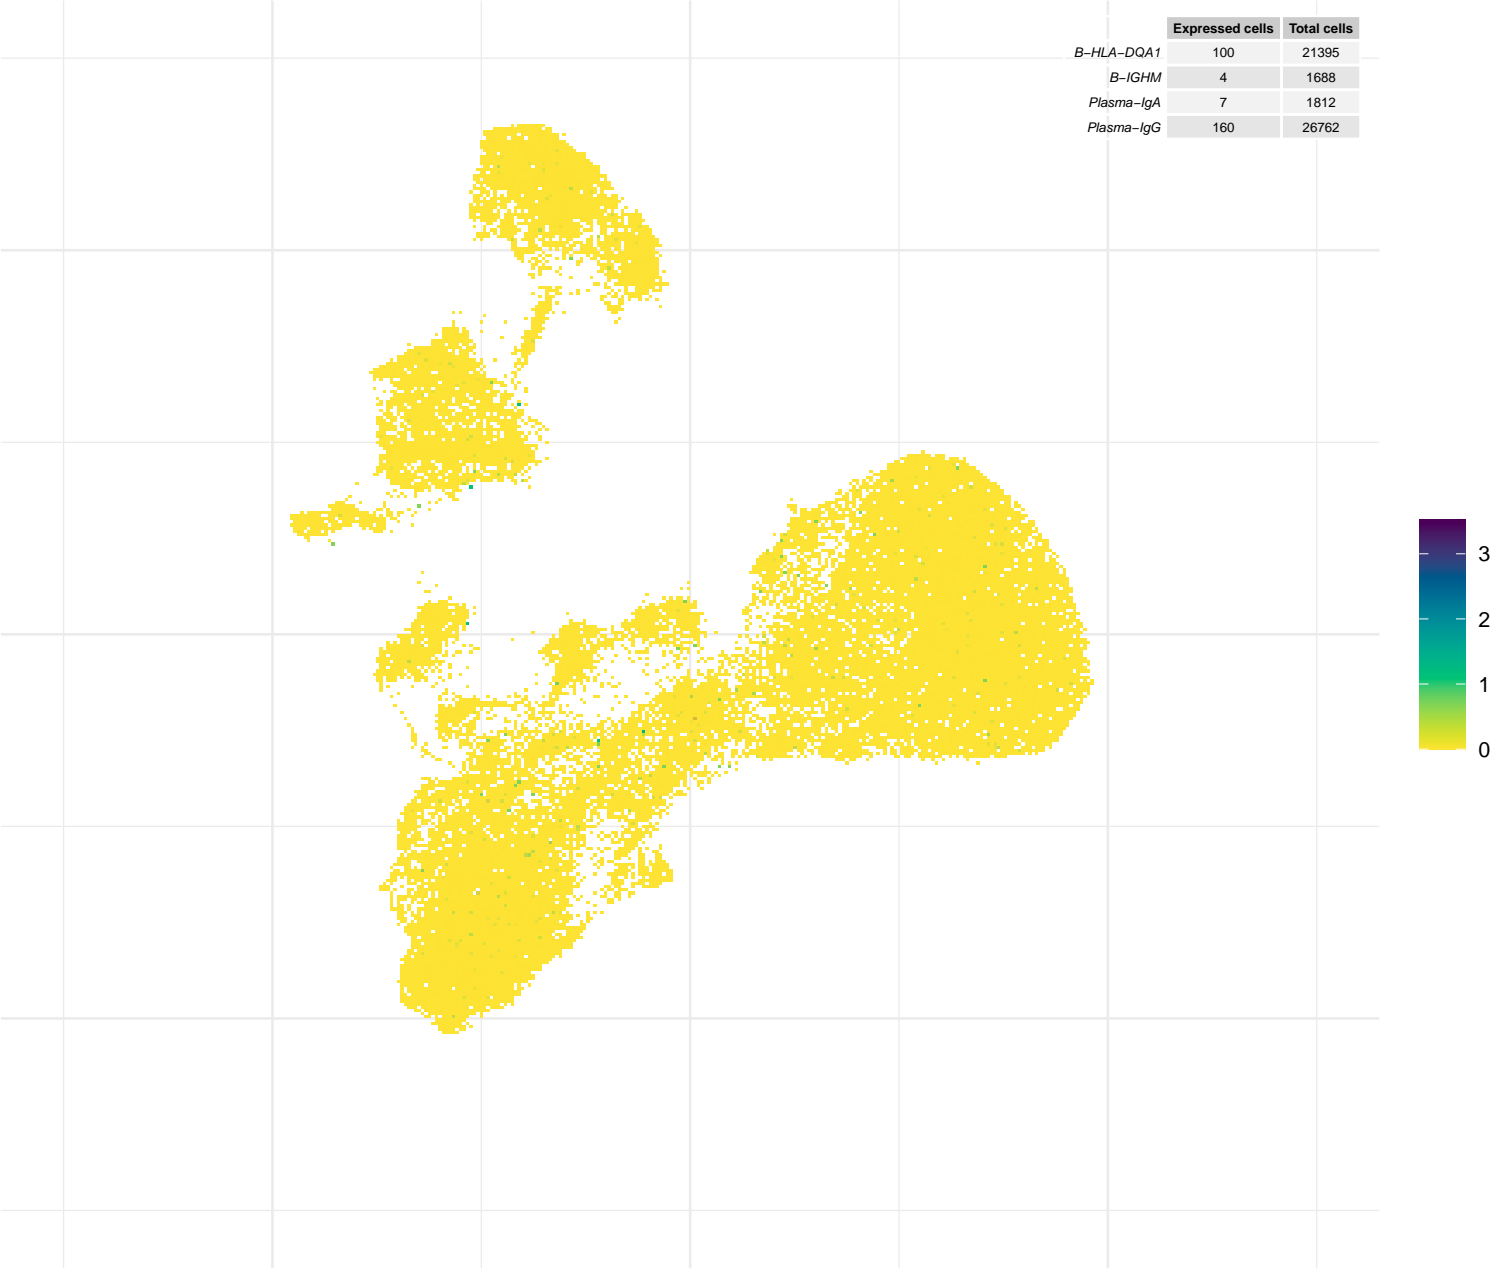 Expressed cells Total cells
B−HLA−DQA1 100 21395
B−IGHM 4 1688
Plasma−IgA 7 1812
Plasma−IgG 160 26762
3
2
1
0